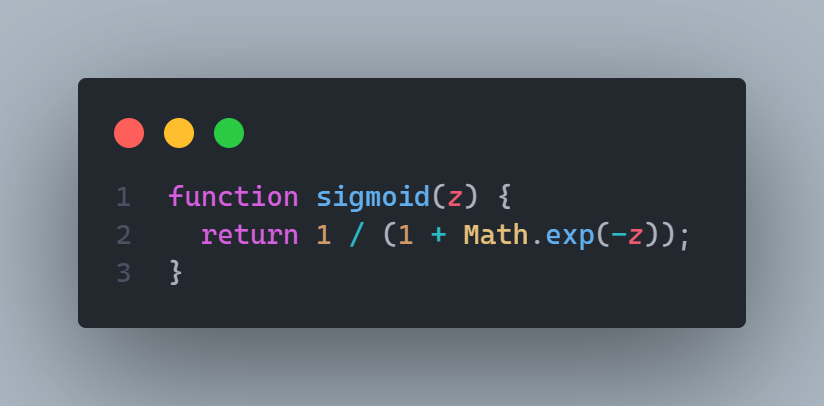 1 function sigmoid(z) {
2   return 1 / (1 + Math.exp(-z));
3 }